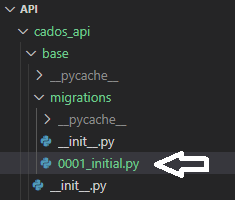 API
cados_api
base
__pycache__
migrations
__pycache__
__init__.py
0001_initial.py
__init__.py